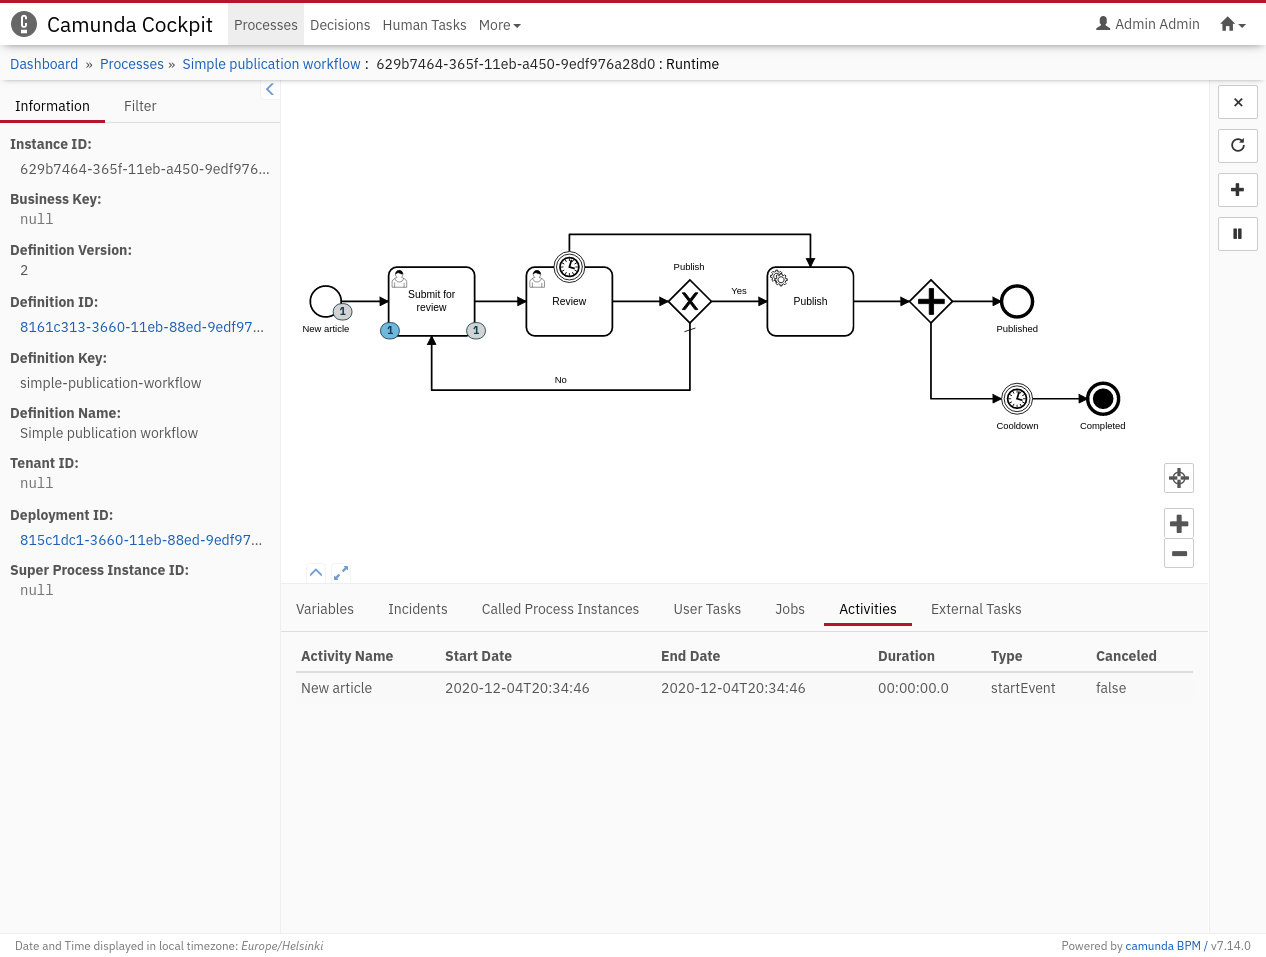 Camunda Cockpit Processes Decisions Human Tasks More Admin Admin
Dashboard » Processes » Simple publication workflow : 629b7464-365f-11eb-a450-9edf976a28d0 : Runtime
Information Filter
Instance ID:
629b7464-365f-11eb-a450-9edf976...
Business Key:
null
Definition Version:
2
Definition ID:
8161c313-3660-11eb-88ed-9edf97...
Definition Key:
simple-publication-workflow
Definition Name:
Simple publication workflow
Tenant ID:
null
Deployment ID:
815c1dc1-3660-11eb-88ed-9edf97...
Super Process Instance ID:
null
New article
1
Submit for
review
1
1
Review
Publish
Yes
No
Publish
Published
Cooldown
Completed
Variables Incidents Called Process Instances User Tasks Jobs Activities External Tasks
Activity Name Start Date End Date Duration Type Canceled
New article 2020-12-04T20:34:46 2020-12-04T20:34:46 00:00:00.0 startEvent false
Date and Time displayed in local timezone: Europe/Helsinki
Powered by camunda BPM / v7.14.0